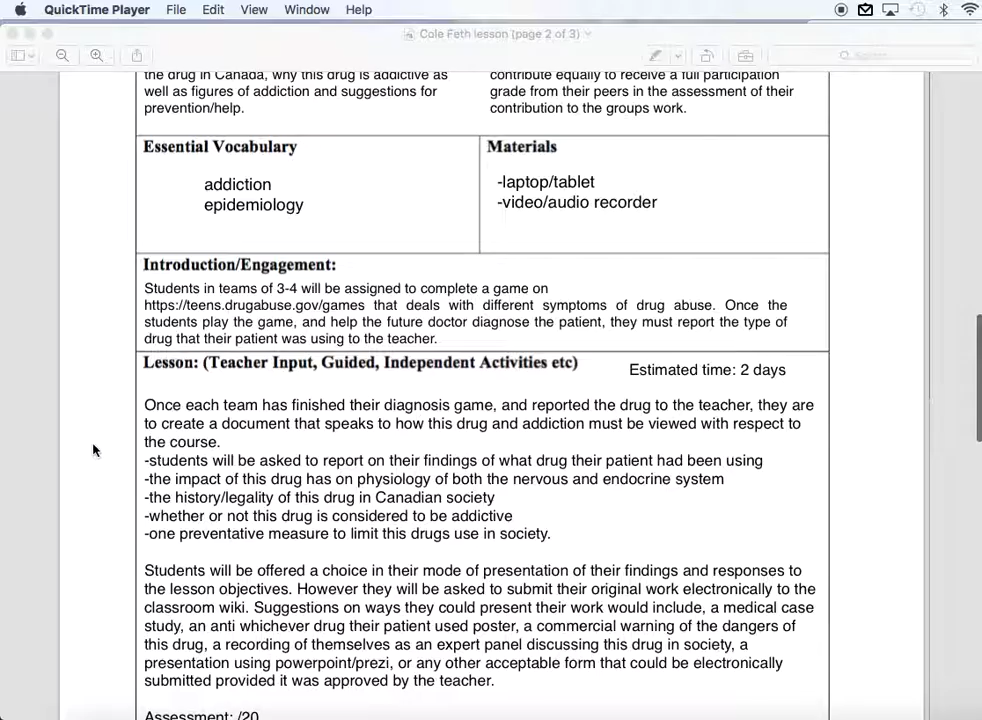 QuickTime Player File Edit View Window Help
Cole Feth lesson (page 2 of 3)
Search
the drug in Canada, why this drug is addictive as
well as figures of addiction and suggestions for
prevention/help.
contribute equally to receive a full participation
grade from their peers in the assessment of their
contribution to the groups work.
Essential Vocabulary
addiction
epidemiology
Materials
-laptop/tablet
-video/audio recorder
Introduction/Engagement:
Students in teams of 3-4 will be assigned to complete a game on
https://teens.drugabuse.gov/games that deals with different symptoms of drug abuse. Once the
students play the game, and help the future doctor diagnose the patient, they must report the type of
drug that their patient was using to the teacher.
Lesson: (Teacher Input, Guided, Independent Activities etc)
Estimated time: 2 days
Once each team has finished their diagnosis game, and reported the drug to the teacher, they are
to create a document that speaks to how this drug and addiction must be viewed with respect to
the course.
-students will be asked to report on their findings of what drug their patient had been using
-the impact of this drug has on physiology of both the nervous and endocrine system
-the history/legality of this drug in Canadian society
-whether or not this drug is considered to be addictive
-one preventative measure to limit this drugs use in society.
Students will be offered a choice in their mode of presentation of their findings and responses to
the lesson objectives. However they will be asked to submit their original work electronically to the
classroom wiki. Suggestions on ways they could present their work would include, a medical case
study, an anti whichever drug their patient used poster, a commercial warning of the dangers of
this drug, a recording of themselves as an expert panel discussing this drug in society, a
presentation using powerpoint/prezi, or any other acceptable form that could be electronically
submitted provided it was approved by the teacher.
Assessment: /20